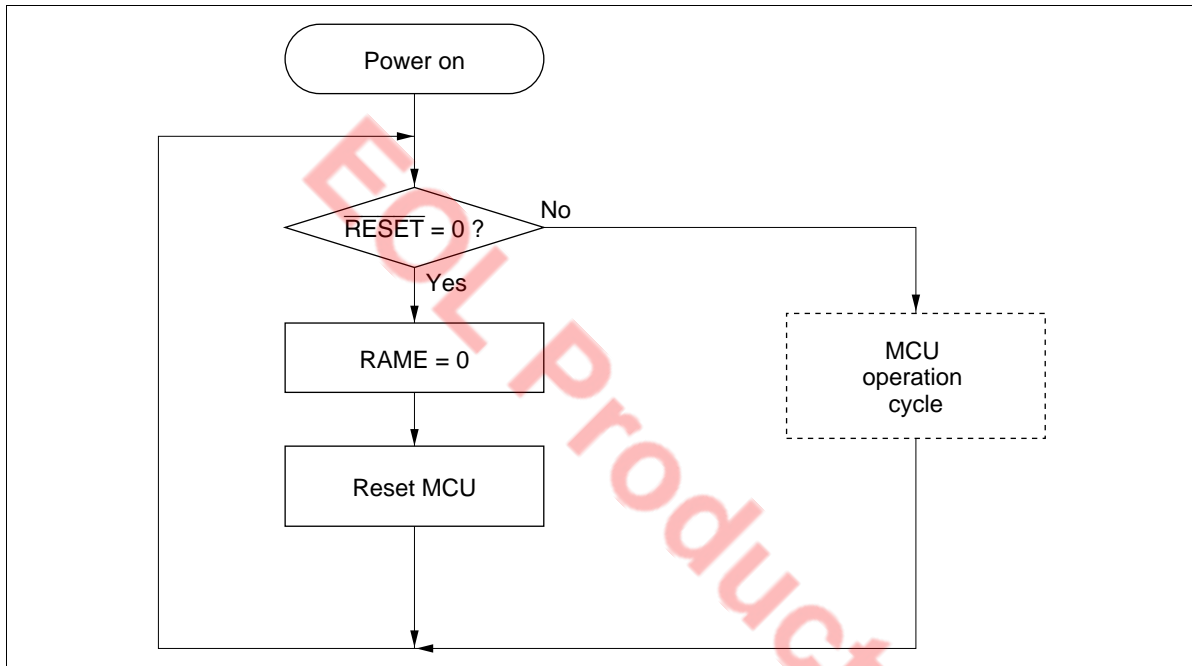 Power on
RESET = 0 ?
No
Yes
RAME = 0
MCU
operation
cycle
Reset MCU
EOL Product